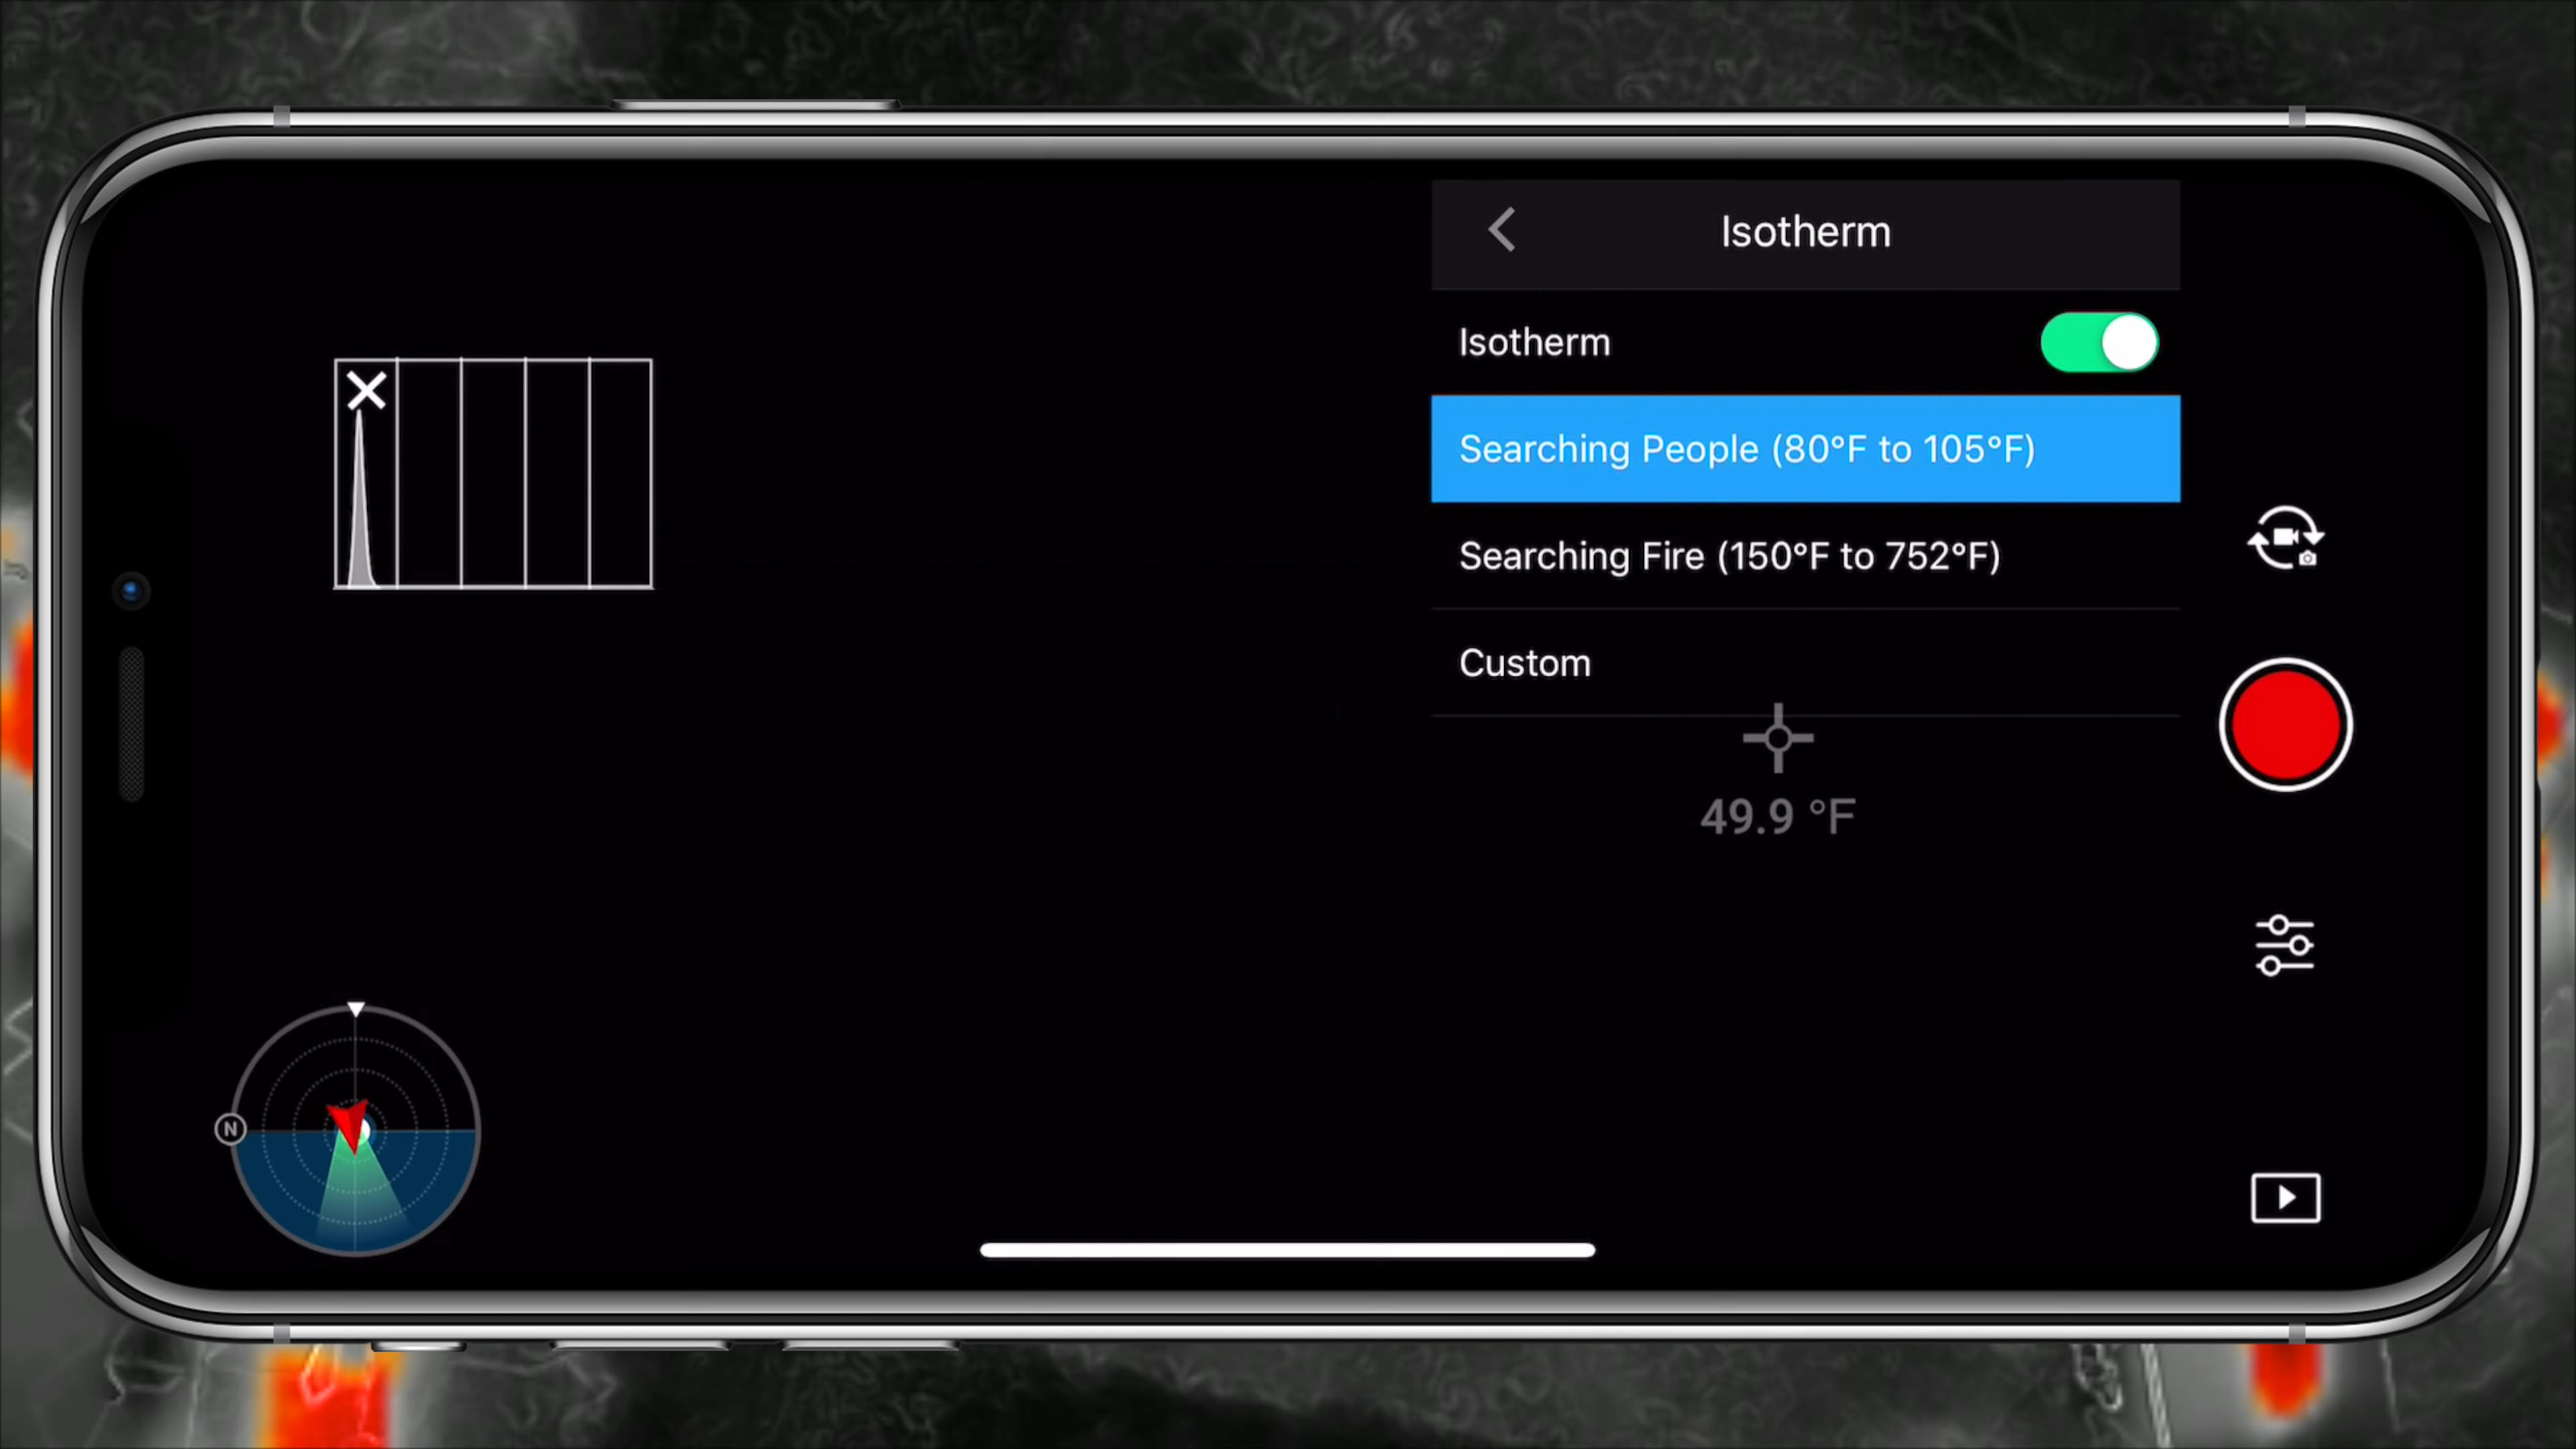 Isotherm
Isotherm
Searching People (80°F to 105°F)
Searching Fire (150°F to 752°F)
Custom
49.9 °F
N